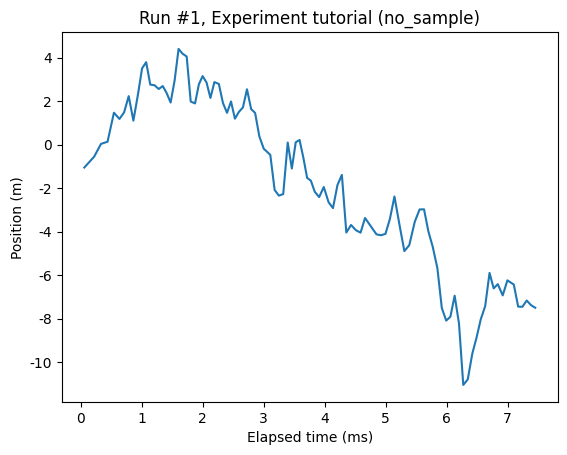 Run #1, Experiment tutorial (no_sample)
4
2
0
-2
-4
-6
-8
-10
Position (m)
0 1 2 3 4 5 6 7
Elapsed time (ms)